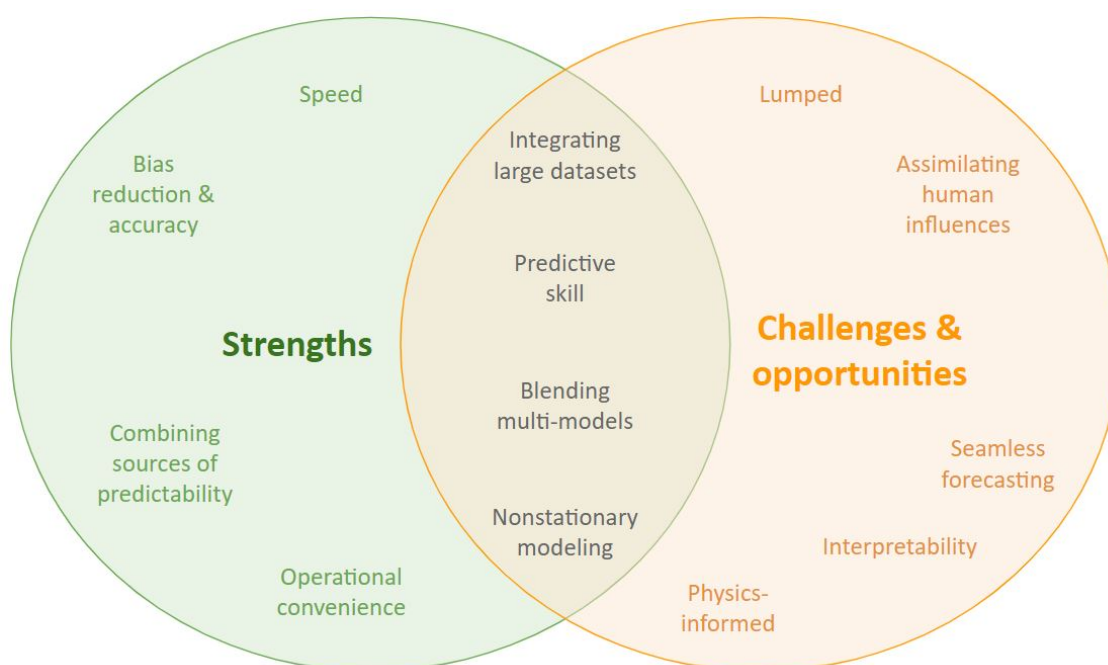 Speed
Bias
reduction &
accuracy
Strengths
Combining
sources of
predictability
Operational
convenience
Integrating
large datasets
Predictive
skill
Blending
multi-models
Nonstationary
modeling
Lumped
Assimilating
human
influences
Challenges &
opportunities
Seamless
forecasting
Interpretability
Physics-
informed